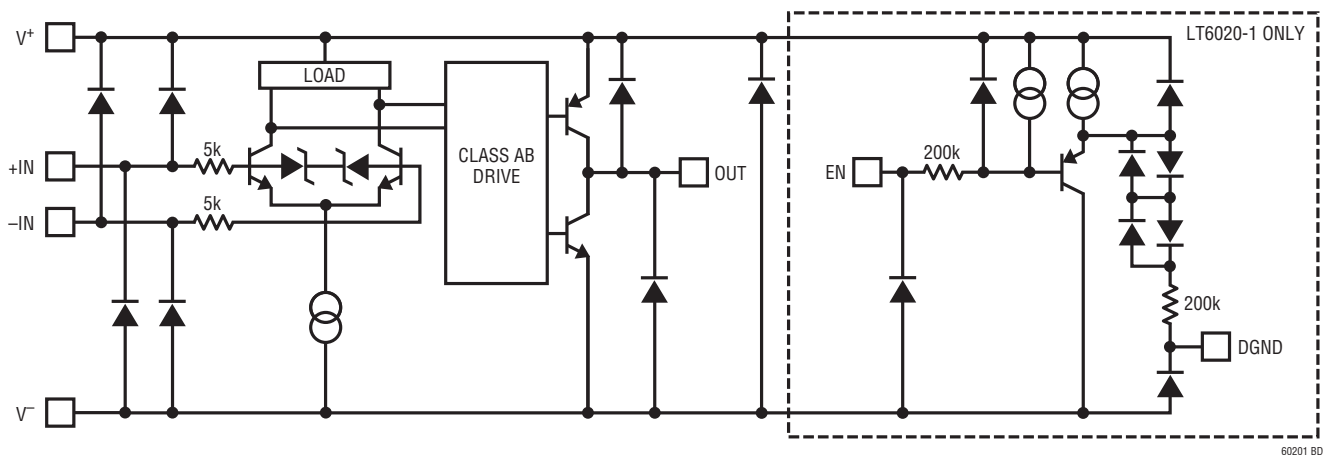 LT6020-1 ONLY
V+
LOAD
5k
+IN
CLASS AB
DRIVE
OUT
EN
200k
–IN
5k
200k
DGND
V–
60201 BD